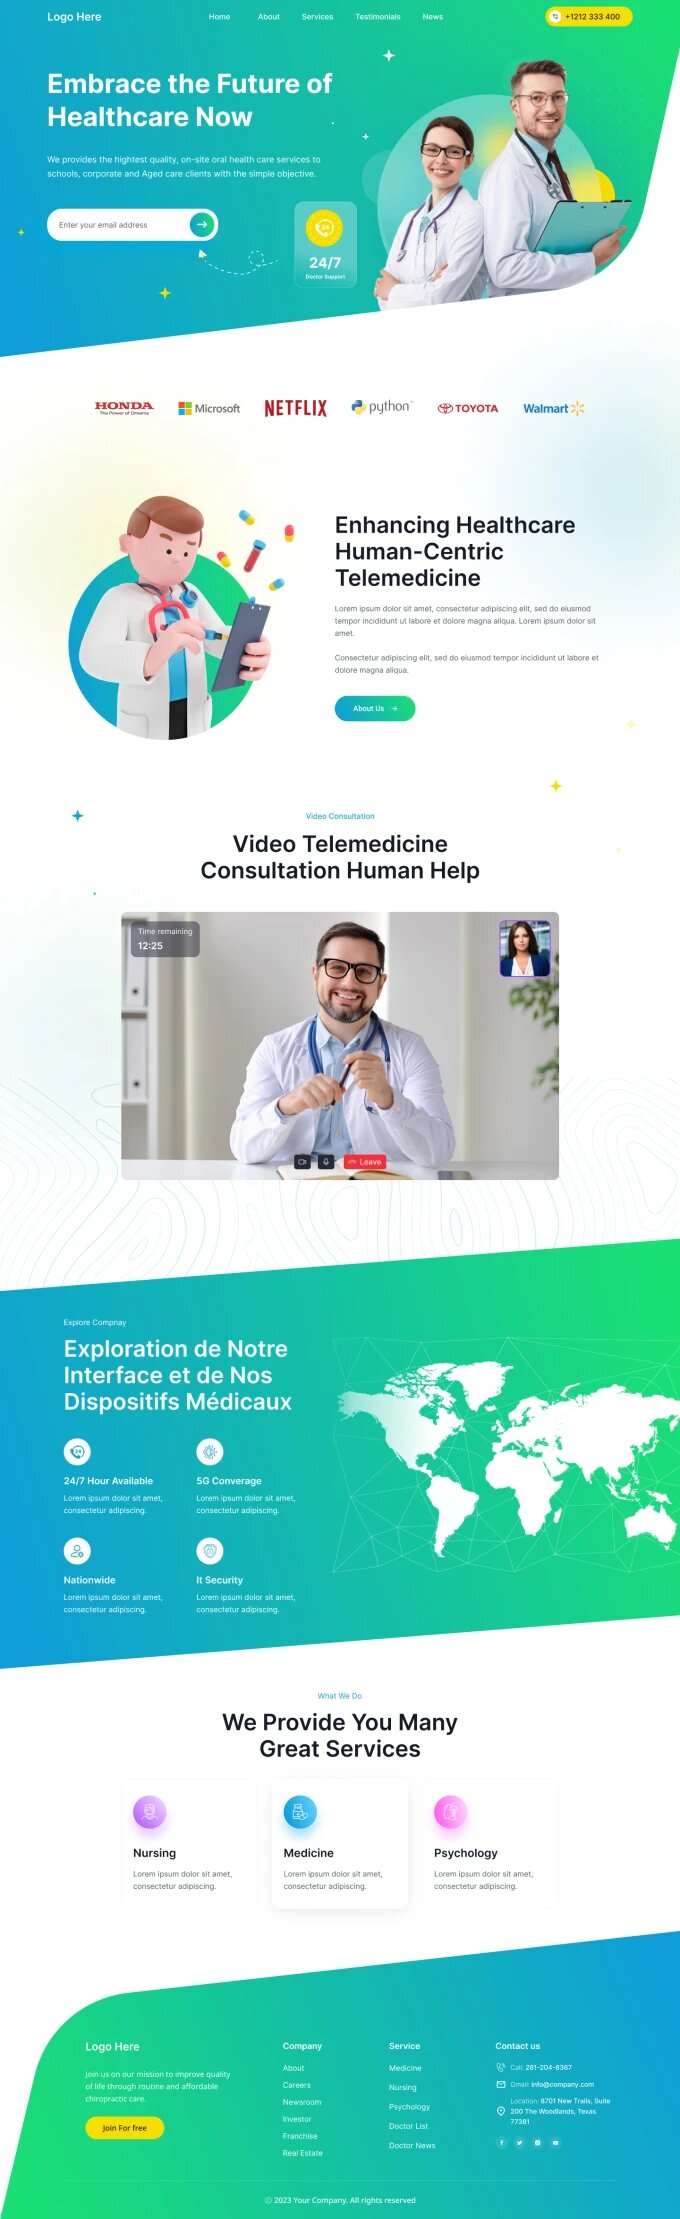 Logo Here
Home About Services Testimonials News
+1212 333 400
Embrace the Future of
Healthcare Now
We provides the hightest quality, on-site oral health care services to
schools, corporate and Aged care clients with the simple objective.
Enter your email address
24
24/7
Doctor Support
HONDA
The Power of Dreams
Microsoft
NETFLIX
python
TOYOTA
Walmart
Enhancing Healthcare
Human-Centric
Telemedicine
Lorem ipsum dolor sit amet, consectetur adipiscing elit, sed do eiusmod
tempor incididunt ut labore et dolore magna aliqua. Lorem ipsum dolor sit
amet.
Consectetur adipiscing elit, sed do eiusmod tempor incididunt ut labore et
dolore magna aliqua.
About Us
Video Consultation
Video Telemedicine
Consultation Human Help
Time remaining
12:25
Leave
Explore Compnay
Exploration de Notre
Interface et de Nos
Dispositifs Médicaux
24
24/7 Hour Available
Lorem ipsum dolor sit amet,
consectetur adipiscing.
5G Converage
Lorem ipsum dolor sit amet,
consectetur adipiscing.
Nationwide
Lorem ipsum dolor sit amet,
consectetur adipiscing.
It Security
Lorem ipsum dolor sit amet,
consectetur adipiscing.
What We Do
We Provide You Many
Great Services
Nursing
Lorem ipsum dolor sit amet,
consectetur adipiscing.
Medicine
Lorem ipsum dolor sit amet,
consectetur adipiscing.
Psychology
Lorem ipsum dolor sit amet,
consectetur adipiscing.
Logo Here
Join us on our mission to improve quality
of life through routine and affordable
chiropractic care.
Join For free
Company
About
Careers
Newsroom
Investor
Franchise
Real Estate
Service
Medicine
Nursing
Psychology
Doctor List
Doctor News
Contact us
Call: 281-204-8367
Gmail: info@company.com
Location: 8701 New Trails, Suite
200 The Woodlands, Texas
77381
© 2023 Your Company. All rights reserved